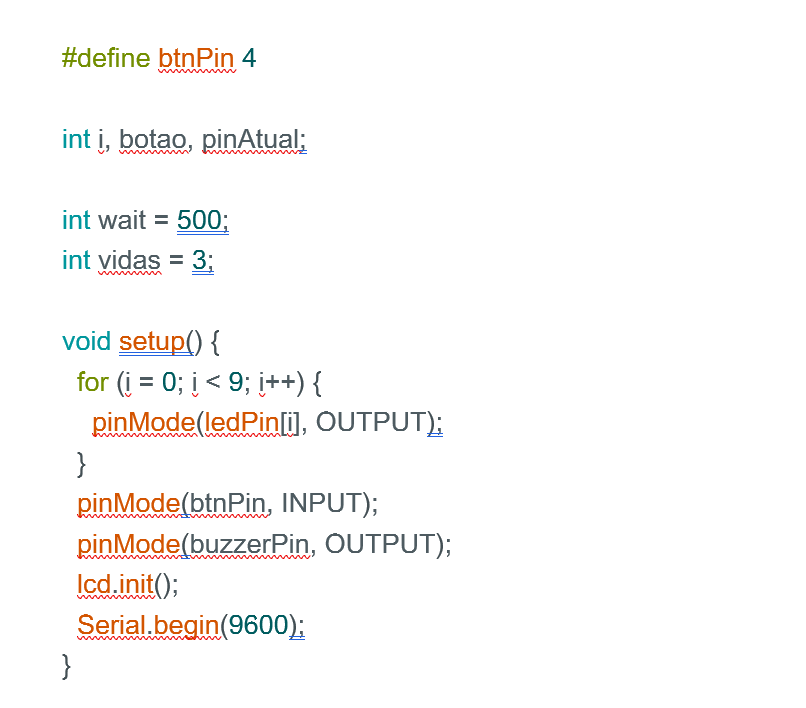 #define btnPin 4
int i, botao, pinAtual;
int wait = 500;
int vidas = 3;
void setup() {
for (i = 0; i < 9; i++) {
pinMode(ledPin[i], OUTPUT);
}
pinMode(btnPin, INPUT);
pinMode(buzzerPin, OUTPUT);
lcd.init();
Serial.begin(9600);
}